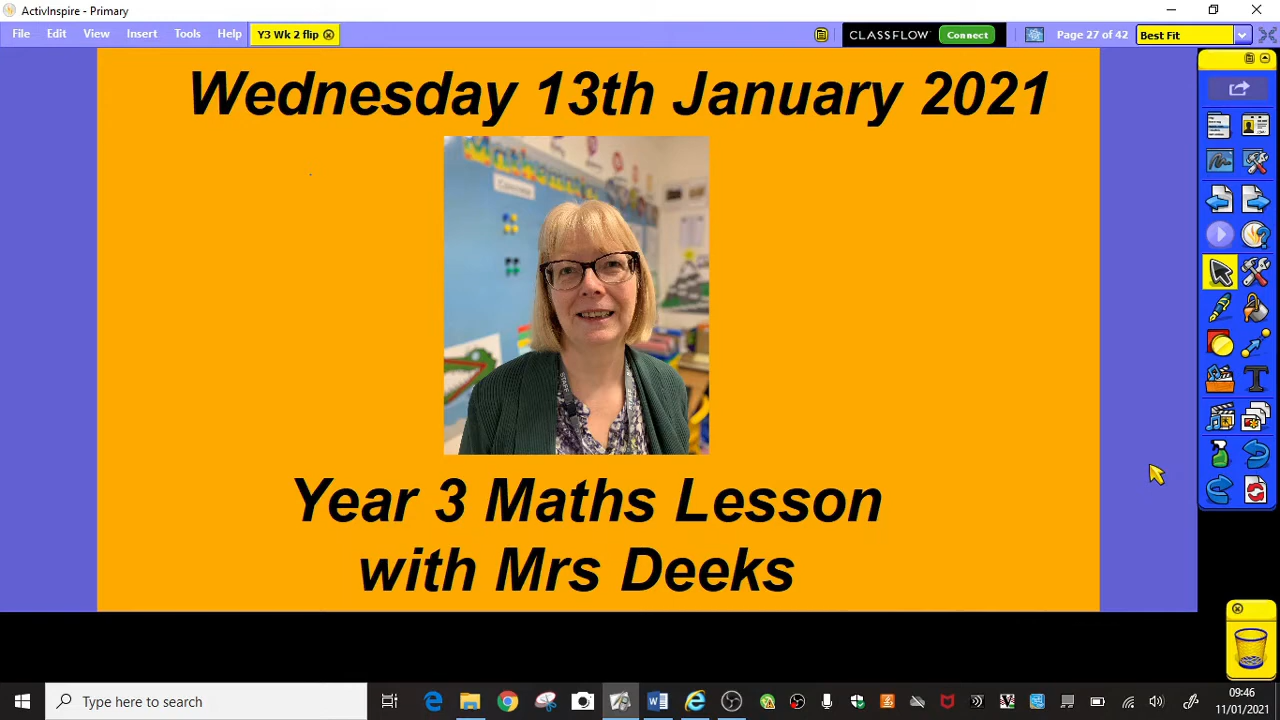 ActivInspire - Primary
File Edit View Insert Tools Help Y3 Wk 2 flip CLASSFLOW Connect Page 27 of 42 Best Fit
Wednesday 13th January 2021
Year 3 Maths Lesson
with Mrs Deeks
Type here to search
09:46
11/01/2021